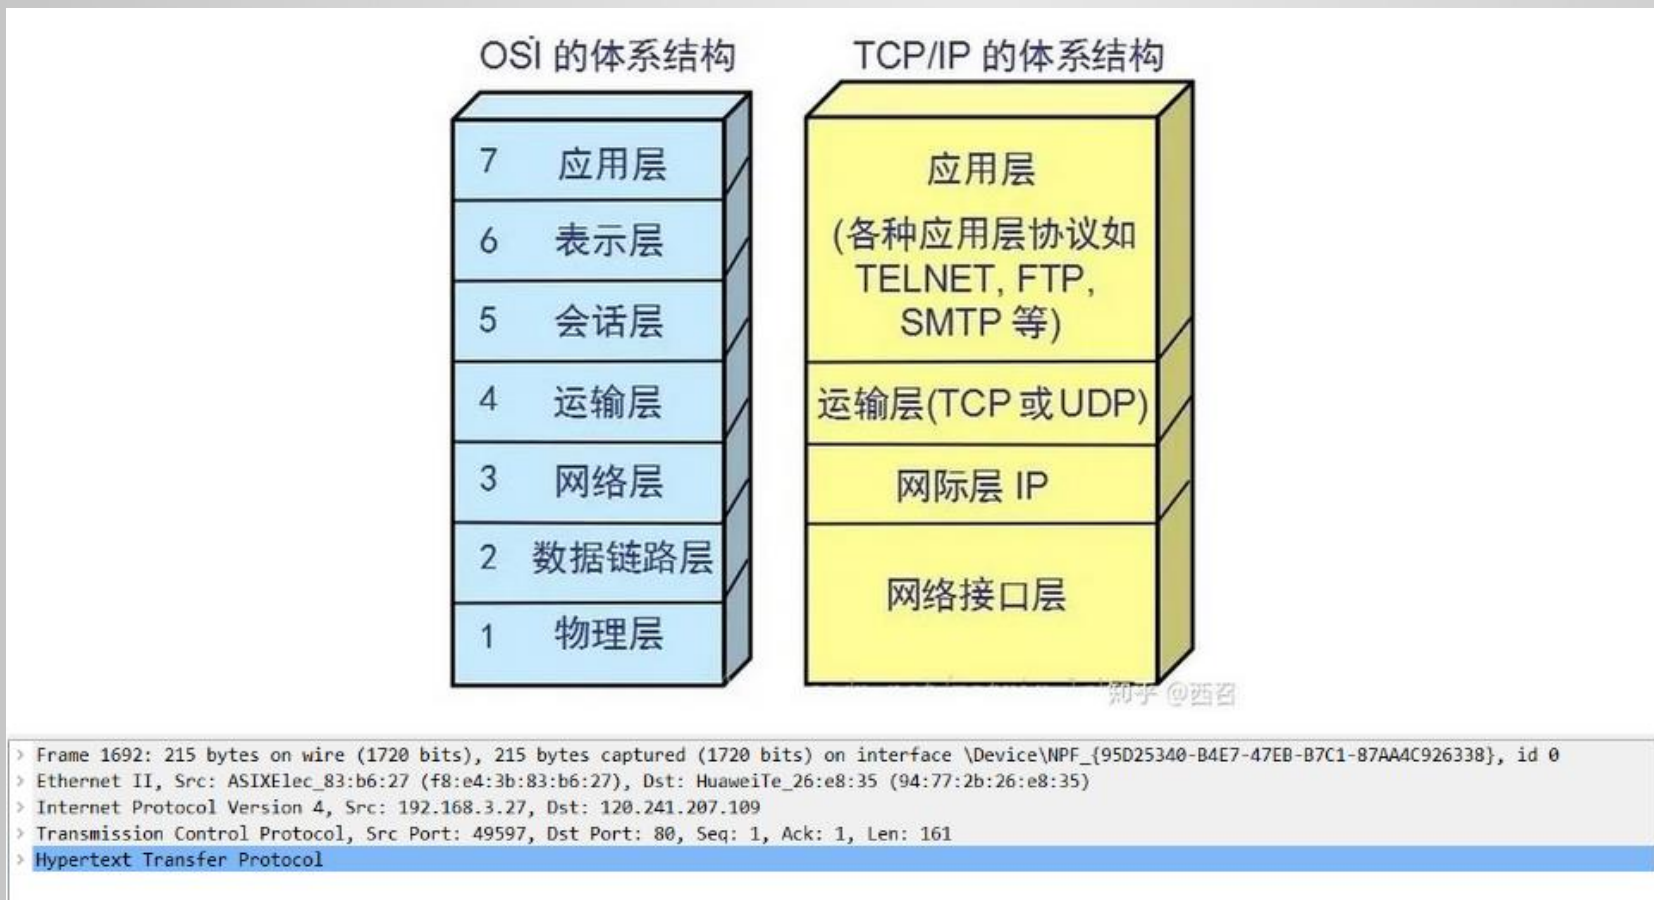 OSI 的体系结构
7 应用层
6 表示层
5 会话层
4 运输层
3 网络层
2 数据链路层
1 物理层
TCP/IP 的体系结构
应用层
(各种应用层协议如
TELNET, FTP,
SMTP 等)
运输层(TCP 或UDP)
网际层 IP
网络接口层
知乎 @西召
Frame 1692: 215 bytes on wire (1720 bits), 215 bytes captured (1720 bits) on interface \Device\NPF_{95D25340-B4E7-47EB-B7C1-87AA4C926338}, id 0
Ethernet II, Src: ASIXElec_83:b6:27 (f8:e4:3b:83:b6:27), Dst: HuaweiTe_26:e8:35 (94:77:2b:26:e8:35)
Internet Protocol Version 4, Src: 192.168.3.27, Dst: 120.241.207.109
Transmission Control Protocol, Src Port: 49597, Dst Port: 80, Seq: 1, Ack: 1, Len: 161
Hypertext Transfer Protocol